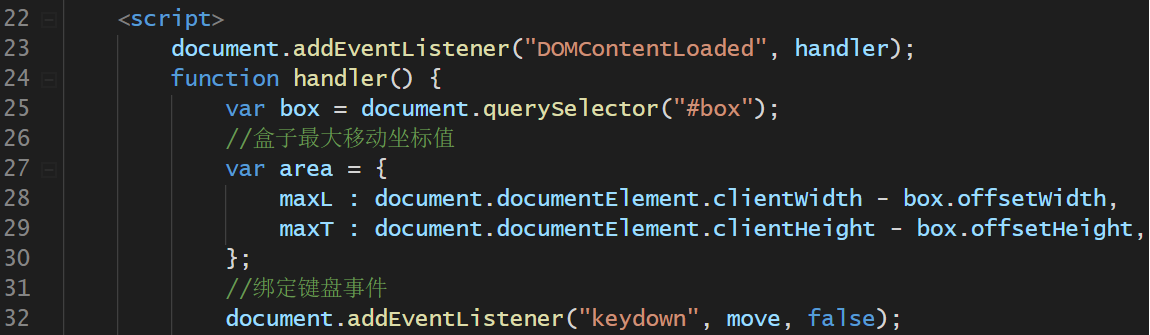 22 <script>
23 document.addEventListener("DOMContentLoaded", handler);
24 function handler() {
25 var box = document.querySelector("#box");
26 //盒子最大移动坐标值
27 var area = {
28 maxL : document.documentElement.clientWidth - box.offsetWidth,
29 maxT : document.documentElement.clientHeight - box.offsetHeight,
30 };
31 //绑定键盘事件
32 document.addEventListener("keydown", move, false);